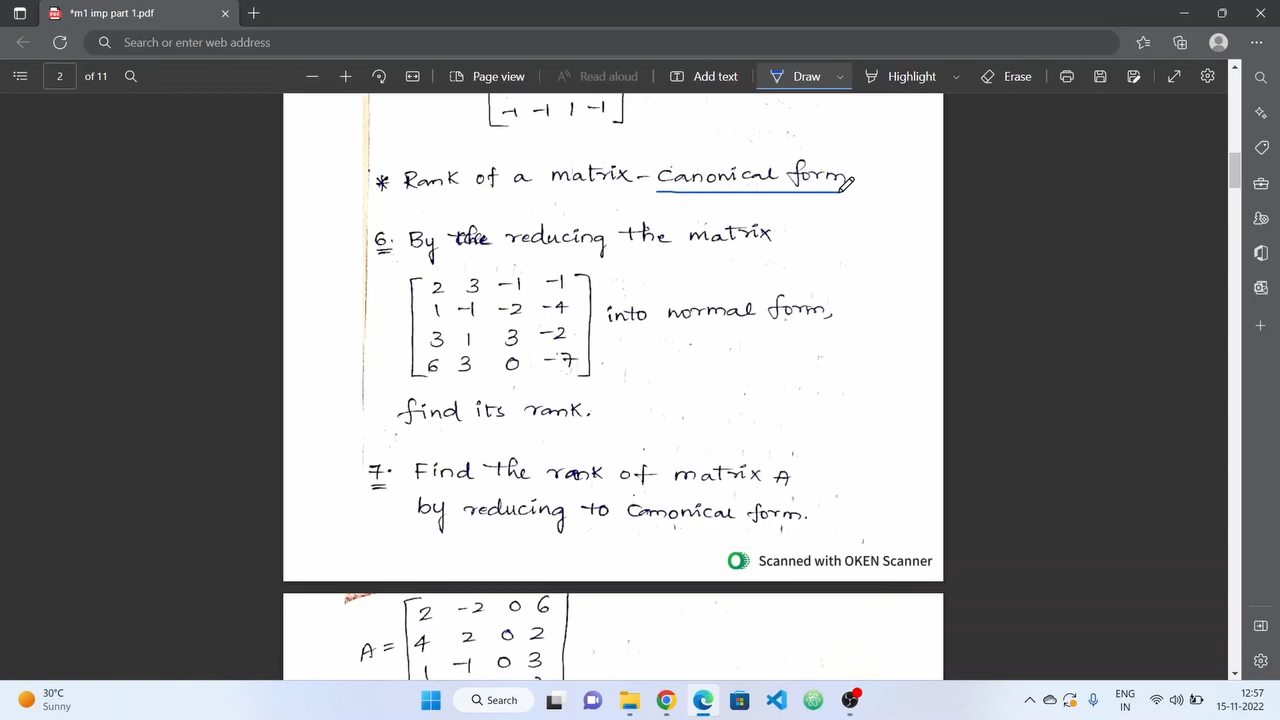 *m1 imp part 1.pdf
Search or enter web address
2 of 11
Page view
Read aloud
Add text
Draw
Highlight
Erase
-1 -1 1 -1
* Rank of a matrix - Canonical form
6. By the reducing the matrix
2 3 -1 -1
1 -1 -2 -4
3 1 3 -2
6 3 0 -7
into normal form,
find its rank.
7. Find the rank of matrix A
by reducing to canonical form.
Scanned with OKEN Scanner
2 -2 0 6
4 2 0 2
A =
1 -1 0 3
30°C
Sunny
Search
ENG
IN
12:57
15-11-2022